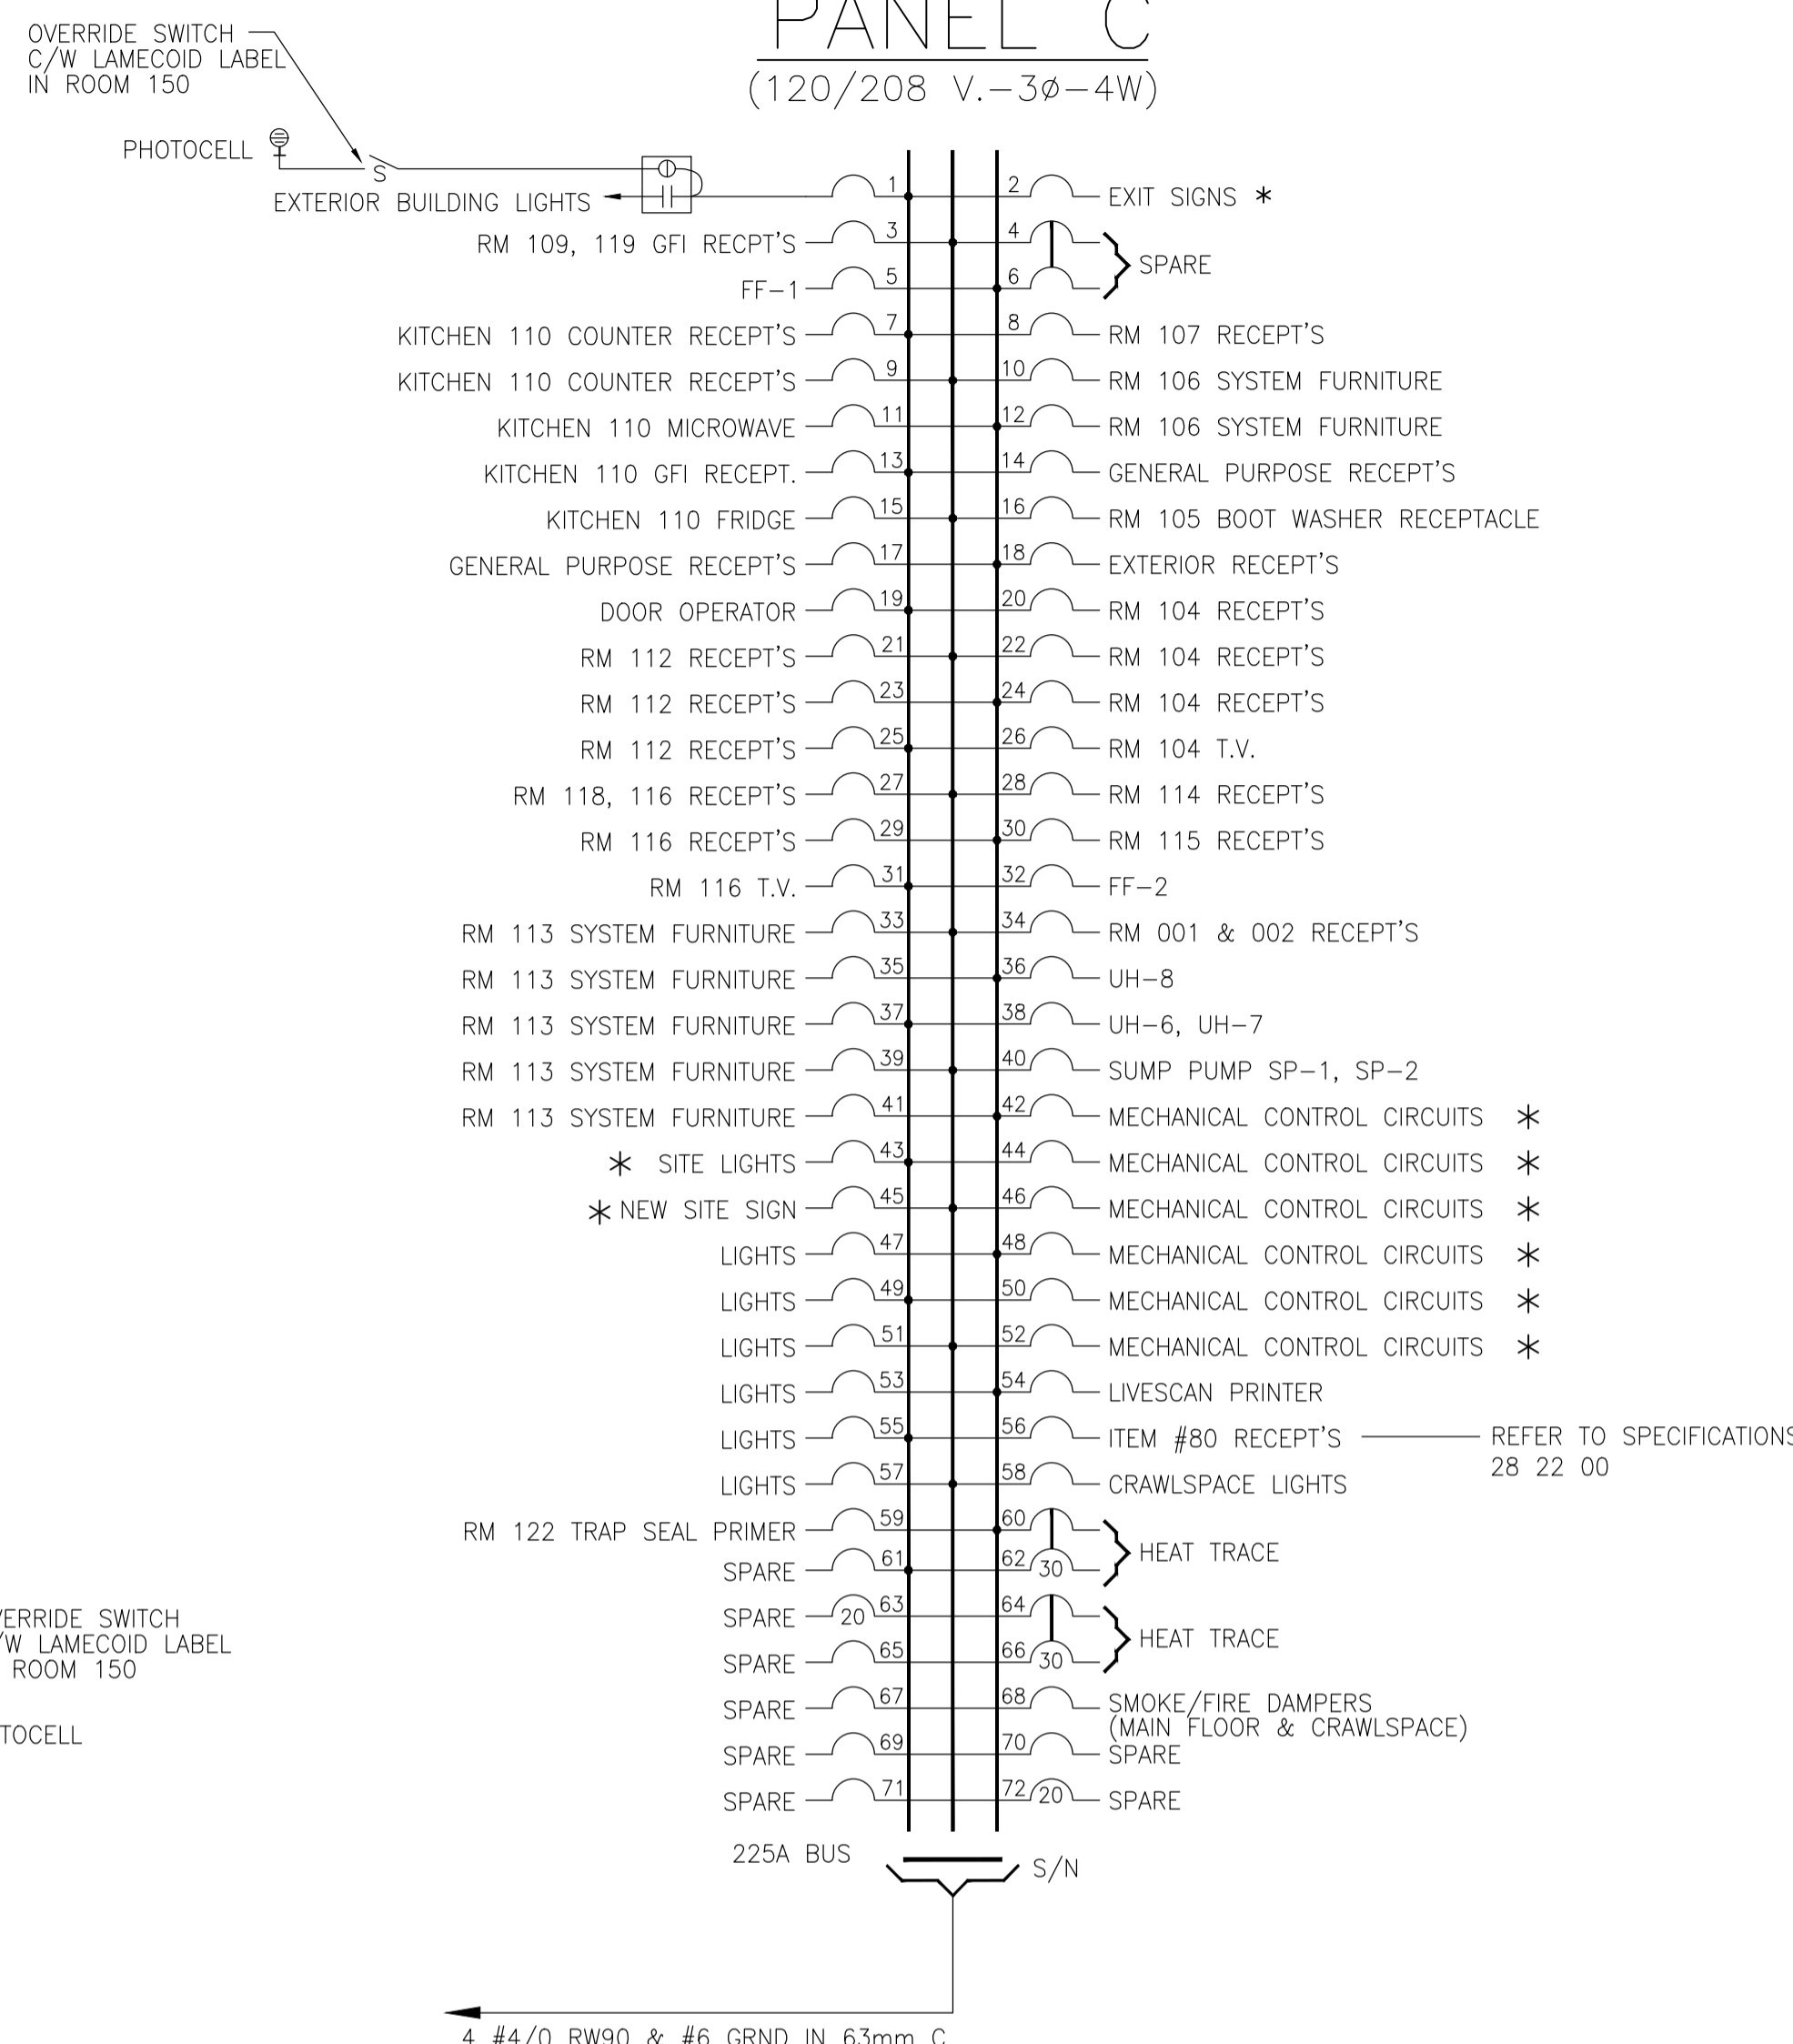 PANEL C
(120/208 V.-3ø-4W)
OVERRIDE SWITCH
C/W LAMECOID LABEL
IN ROOM 150
PHOTOCELL
S
EXTERIOR BUILDING LIGHTS 1 2 EXIT SIGNS *
RM 109, 119 GFI RECPT'S 3 4
SPARE
FF-1 5 6
KITCHEN 110 COUNTER RECEPT'S 7 8 RM 107 RECEPT'S
KITCHEN 110 COUNTER RECEPT'S 9 10 RM 106 SYSTEM FURNITURE
KITCHEN 110 MICROWAVE 11 12 RM 106 SYSTEM FURNITURE
KITCHEN 110 GFI RECEPT. 13 14 GENERAL PURPOSE RECEPT'S
KITCHEN 110 FRIDGE 15 16 RM 105 BOOT WASHER RECEPTACLE
GENERAL PURPOSE RECEPT'S 17 18 EXTERIOR RECEPT'S
DOOR OPERATOR 19 20 RM 104 RECEPT'S
RM 112 RECEPT'S 21 22 RM 104 RECEPT'S
RM 112 RECEPT'S 23 24 RM 104 RECEPT'S
RM 112 RECEPT'S 25 26 RM 104 T.V.
RM 118, 116 RECEPT'S 27 28 RM 114 RECEPT'S
RM 116 RECEPT'S 29 30 RM 115 RECEPT'S
RM 116 T.V. 31 32 FF-2
RM 113 SYSTEM FURNITURE 33 34 RM 001 & 002 RECEPT'S
RM 113 SYSTEM FURNITURE 35 36 UH-8
RM 113 SYSTEM FURNITURE 37 38 UH-6, UH-7
RM 113 SYSTEM FURNITURE 39 40 SUMP PUMP SP-1, SP-2
RM 113 SYSTEM FURNITURE 41 42 MECHANICAL CONTROL CIRCUITS *
* SITE LIGHTS 43 44 MECHANICAL CONTROL CIRCUITS *
* NEW SITE SIGN 45 46 MECHANICAL CONTROL CIRCUITS *
LIGHTS 47 48 MECHANICAL CONTROL CIRCUITS *
LIGHTS 49 50 MECHANICAL CONTROL CIRCUITS *
LIGHTS 51 52 MECHANICAL CONTROL CIRCUITS *
LIGHTS 53 54 LIVESCAN PRINTER
LIGHTS 55 56 ITEM #80 RECEPT'S REFER TO SPECIFICATIONS
28 22 00
LIGHTS 57 58 CRAWLSPACE LIGHTS
RM 122 TRAP SEAL PRIMER 59 60
HEAT TRACE
SPARE 61 62 30
SPARE 20 63 64
HEAT TRACE
SPARE 65 66 30
SPARE 67 68 SMOKE/FIRE DAMPERS
(MAIN FLOOR & CRAWLSPACE)
SPARE 69 70 SPARE
SPARE 71 72 20 SPARE
225A BUS S/N
4 #4/0 RW90 & #6 GRND IN 63mm C
VERRIDE SWITCH
/W LAMECOID LABEL
ROOM 150
TOCELL